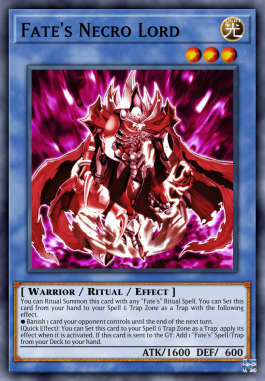 Fate's Necro Lord
光
[ Warrior / Ritual / Effect ]
You can Ritual Summon this card with any "Fate's" Ritual Spell. You can Set this
card from your hand to your Spell & Trap Zone as a Trap with the following
effect.
● Banish 1 card your opponent controls until the end of the next turn.
(Quick Effect): You can Set this card to your Spell & Trap Zone as a Trap; apply its
effect when it is activated. If this card is sent to the GT: Add 1 "Fate's" Spell/Trap
from your Deck to your hand.
ATK/1600 DEF/ 600